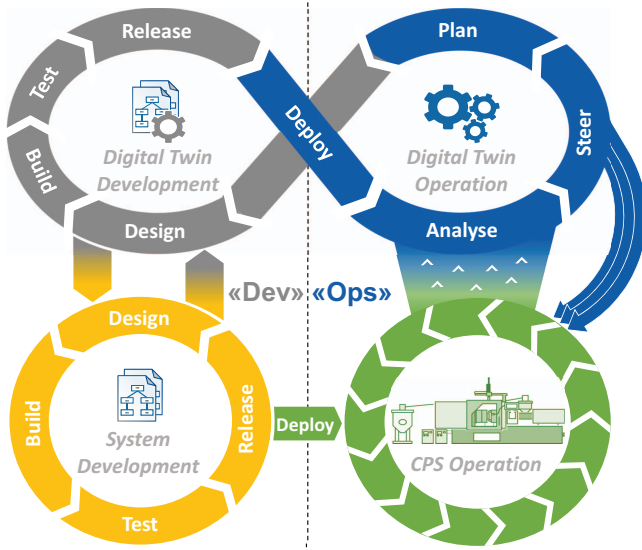 Release
Plan
Test
Deploy
Steer
Build
Digital Twin
Development
Digital Twin
Operation
Design
Analyse
«Dev» «Ops»
Design
Build
Release
Deploy
System
Development
CPS Operation
Test